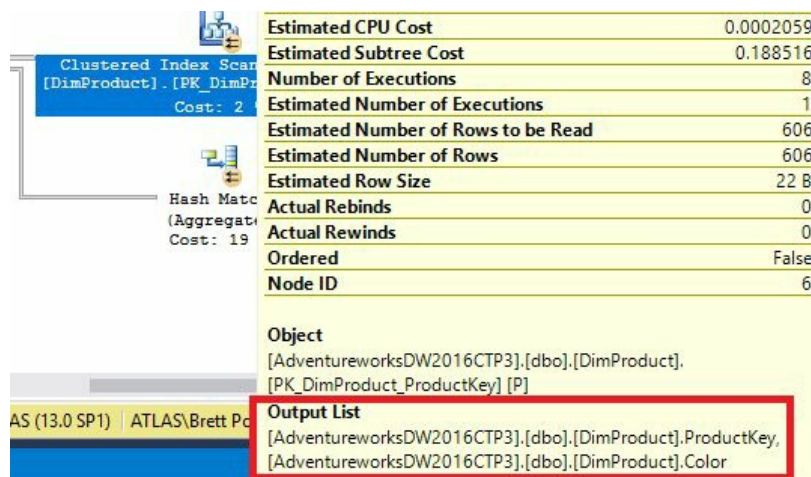 Clustered Index Scan
[DimProduct].[PK_DimPr
Cost: 2
Hash Matc
(Aggregate
Cost: 19
AS (13.0 SP1) ATLAS\Brett Po
Estimated CPU Cost 0.0002059
Estimated Subtree Cost 0.188516
Number of Executions 8
Estimated Number of Executions 1
Estimated Number of Rows to be Read 606
Estimated Number of Rows 606
Estimated Row Size 22 B
Actual Rebinds 0
Actual Rewinds 0
Ordered False
Node ID 6
Object
[AdventureworksDW2016CTP3].[dbo].[DimProduct].
[PK_DimProduct_ProductKey] [P]
Output List
[AdventureworksDW2016CTP3].[dbo].[DimProduct].ProductKey,
[AdventureworksDW2016CTP3].[dbo].[DimProduct].Color